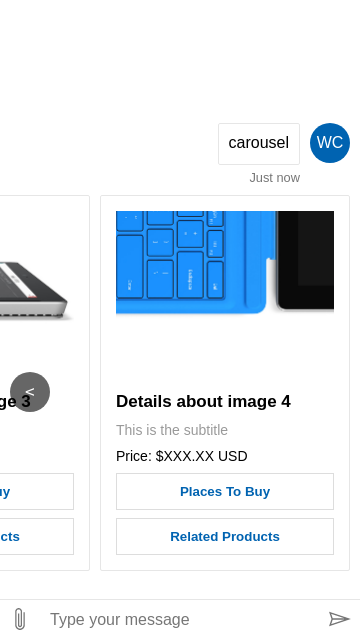 carousel
WC
Just now
<
ge 3
uy
cts
Details about image 4
This is the subtitle
Price: $XXX.XX USD
Places To Buy
Related Products
Type your message